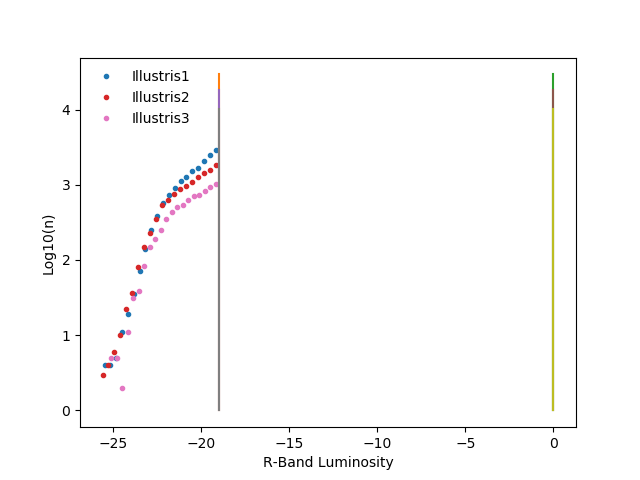 Illustris1
Illustris2
Illustris3
Log10(n)
4
3
2
1
0
−25
−20
−15
−10
−5
0
R-Band Luminosity